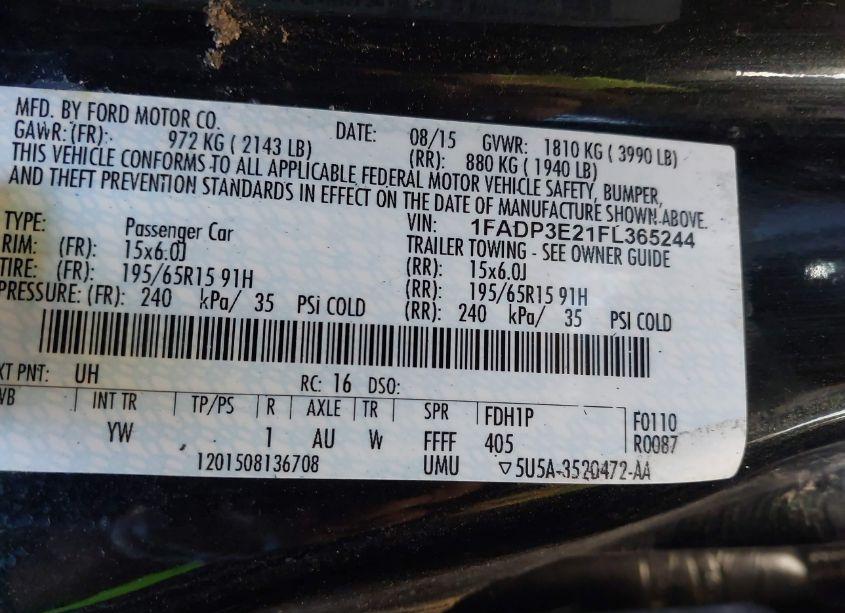 MFD. BY FORD MOTOR CO. DATE: 08/15 GVWR: 1810 KG ( 3990 LB)
GAWR: (FR): 972 KG ( 2143 LB) (RR): 880 KG ( 1940 LB)
THIS VEHICLE CONFORMS TO ALL APPLICABLE FEDERAL MOTOR VEHICLE SAFETY, BUMPER,
AND THEFT PREVENTION STANDARDS IN EFFECT ON THE DATE OF MANUFACTURE SHOWN ABOVE.
TYPE: Passenger Car VIN: 1FADP3E21FL365244
TRAILER TOWING - SEE OWNER GUIDE
RIM: (FR): 15x6.0J (RR): 15x6.0J
TIRE: (FR): 195/65R15 91H (RR): 195/65R15 91H
PRESSURE: (FR): 240 kPa/ 35 PSi COLD (RR): 240 kPa/ 35 PSI COLD
XT PNT: UH RC: 16 DSO:
WB INT TR TP/PS R AXLE TR SPR FDH1P F0110
YW . 1 AU W FFFF 405 R0087
1201508136708 UMU ▽5U5A-3520472-AA